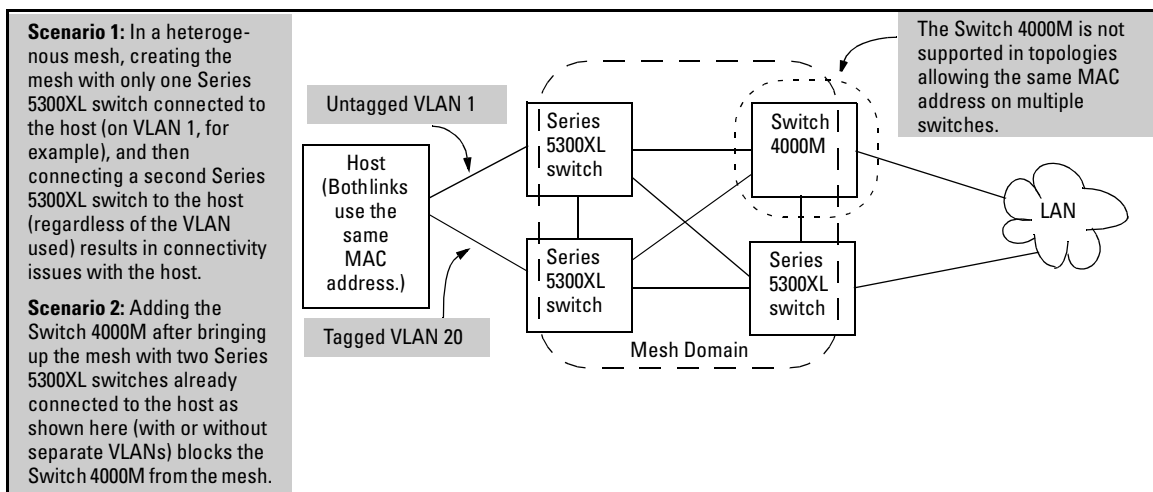 Scenario 1: In a heteroge-
nous mesh, creating the
mesh with only one Series
5300XL switch connected to
the host (on VLAN 1, for
example), and then
connecting a second Series
5300XL switch to the host
(regardless of the VLAN
used) results in connectivity
issues with the host.
Scenario 2: Adding the
Switch 4000M after bringing
up the mesh with two Series
5300XL switches already
connected to the host as
shown here (with or without
separate VLANs) blocks the
Switch 4000M from the mesh.
Untagged VLAN 1
Host
(Bothlinks
use the
same
MAC
address.)
Tagged VLAN 20
Series
5300XL
switch
Series
5300XL
switch
Switch
4000M
Series
5300XL
switch
Mesh Domain
The Switch 4000M is not
supported in topologies
allowing the same MAC
address on multiple
switches.
LAN